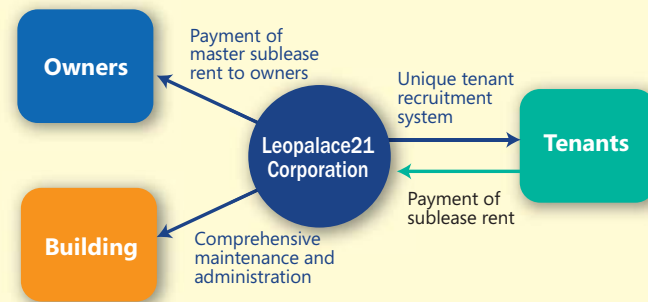 Owners
Payment of
master sublease
rent to owners
Leopalace21
Corporation
Unique tenant
recruitment
system
Tenants
Payment of
sublease rent
Building
Comprehensive
maintenance and
administration